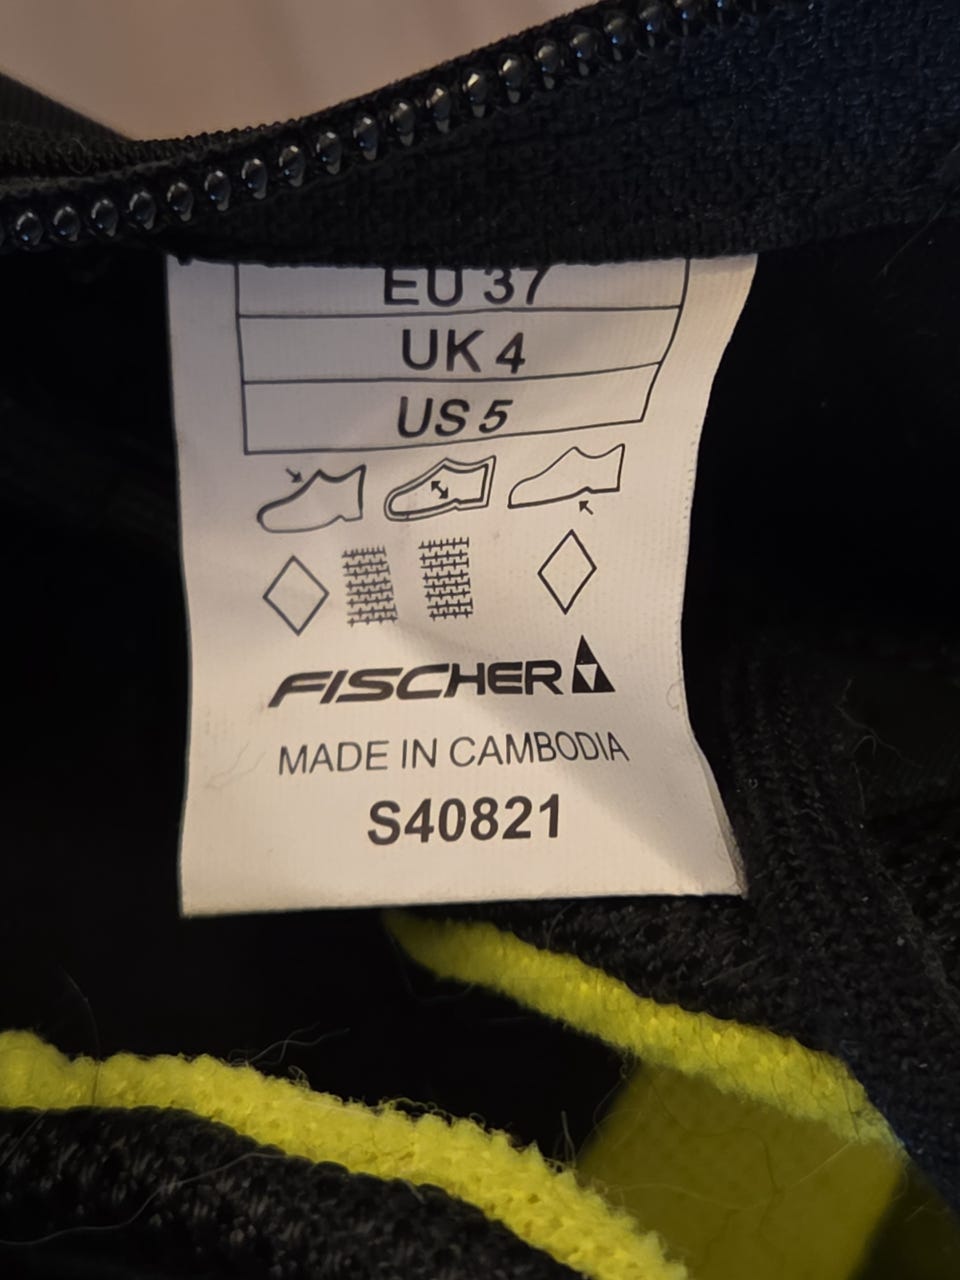 EU 37
UK 4
US 5
FISCHER
MADE IN CAMBODIA
S40821